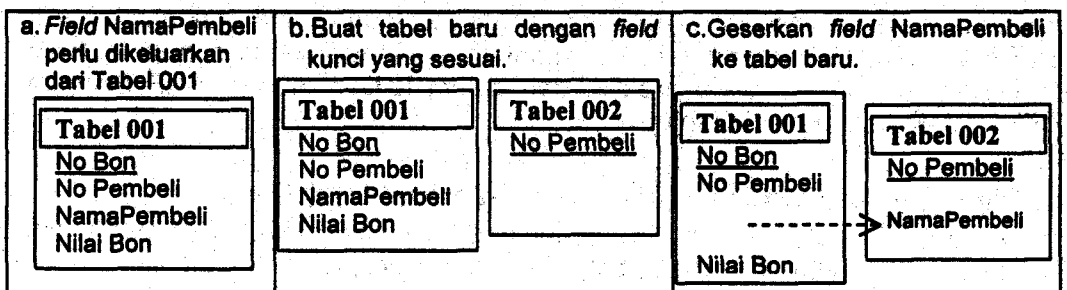 a. Field NamaPembeli
perlu dikeluarkan
dari Tabel 001
Tabel 001
No Bon
No Pembeli
NamaPembeli
Nilai Bon
b.Buat tabel baru dengan field
kunci yang sesuai.
Tabel 001
No Bon
No Pembeli
NamaPembeli
Nilai Bon
Tabel 002
No Pembeli
c.Geserkan field NamaPembeli
ke tabel baru.
Tabel 001
No Bon
No Pembeli
Nilai Bon
Tabel 002
No Pembeli
NamaPembeli